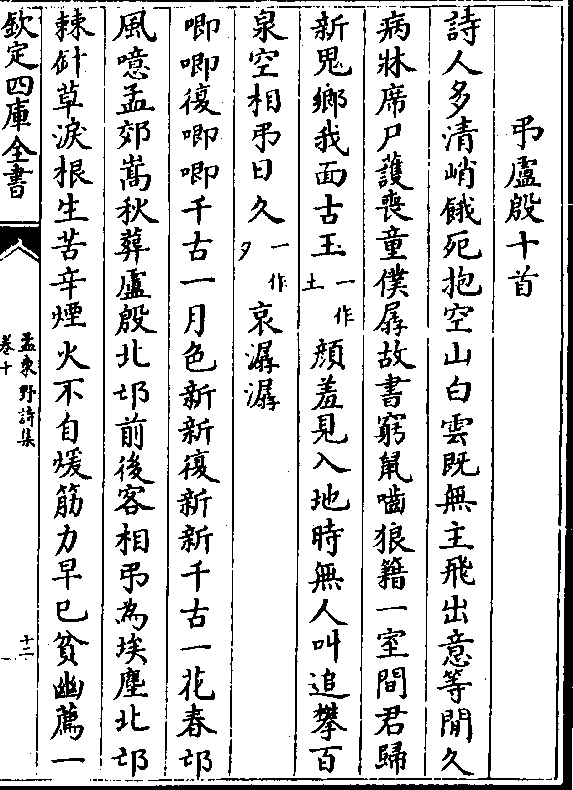 弔盧殷十首
詩人多清峭餓死抱空山白雲既無主飛出意等閒久
病牀席尸護喪童僕孱故書窮鼠嚙狼籍一室間君歸
新鬼鄉我面古玉一作土顔羞見入地時無人叫追攀百
泉空相弔日久一作夕哀潺潺
唧唧復唧唧千古一月色新新復新新千古一花春邙
風噫孟郊嵩秋葬盧殷北邙前後客相弔為埃塵北邙
棘針草淚根生苦辛煙火不自煖筋力早已貧幽薦一
欽定四庫全書
孟東野詩集
卷十
十二